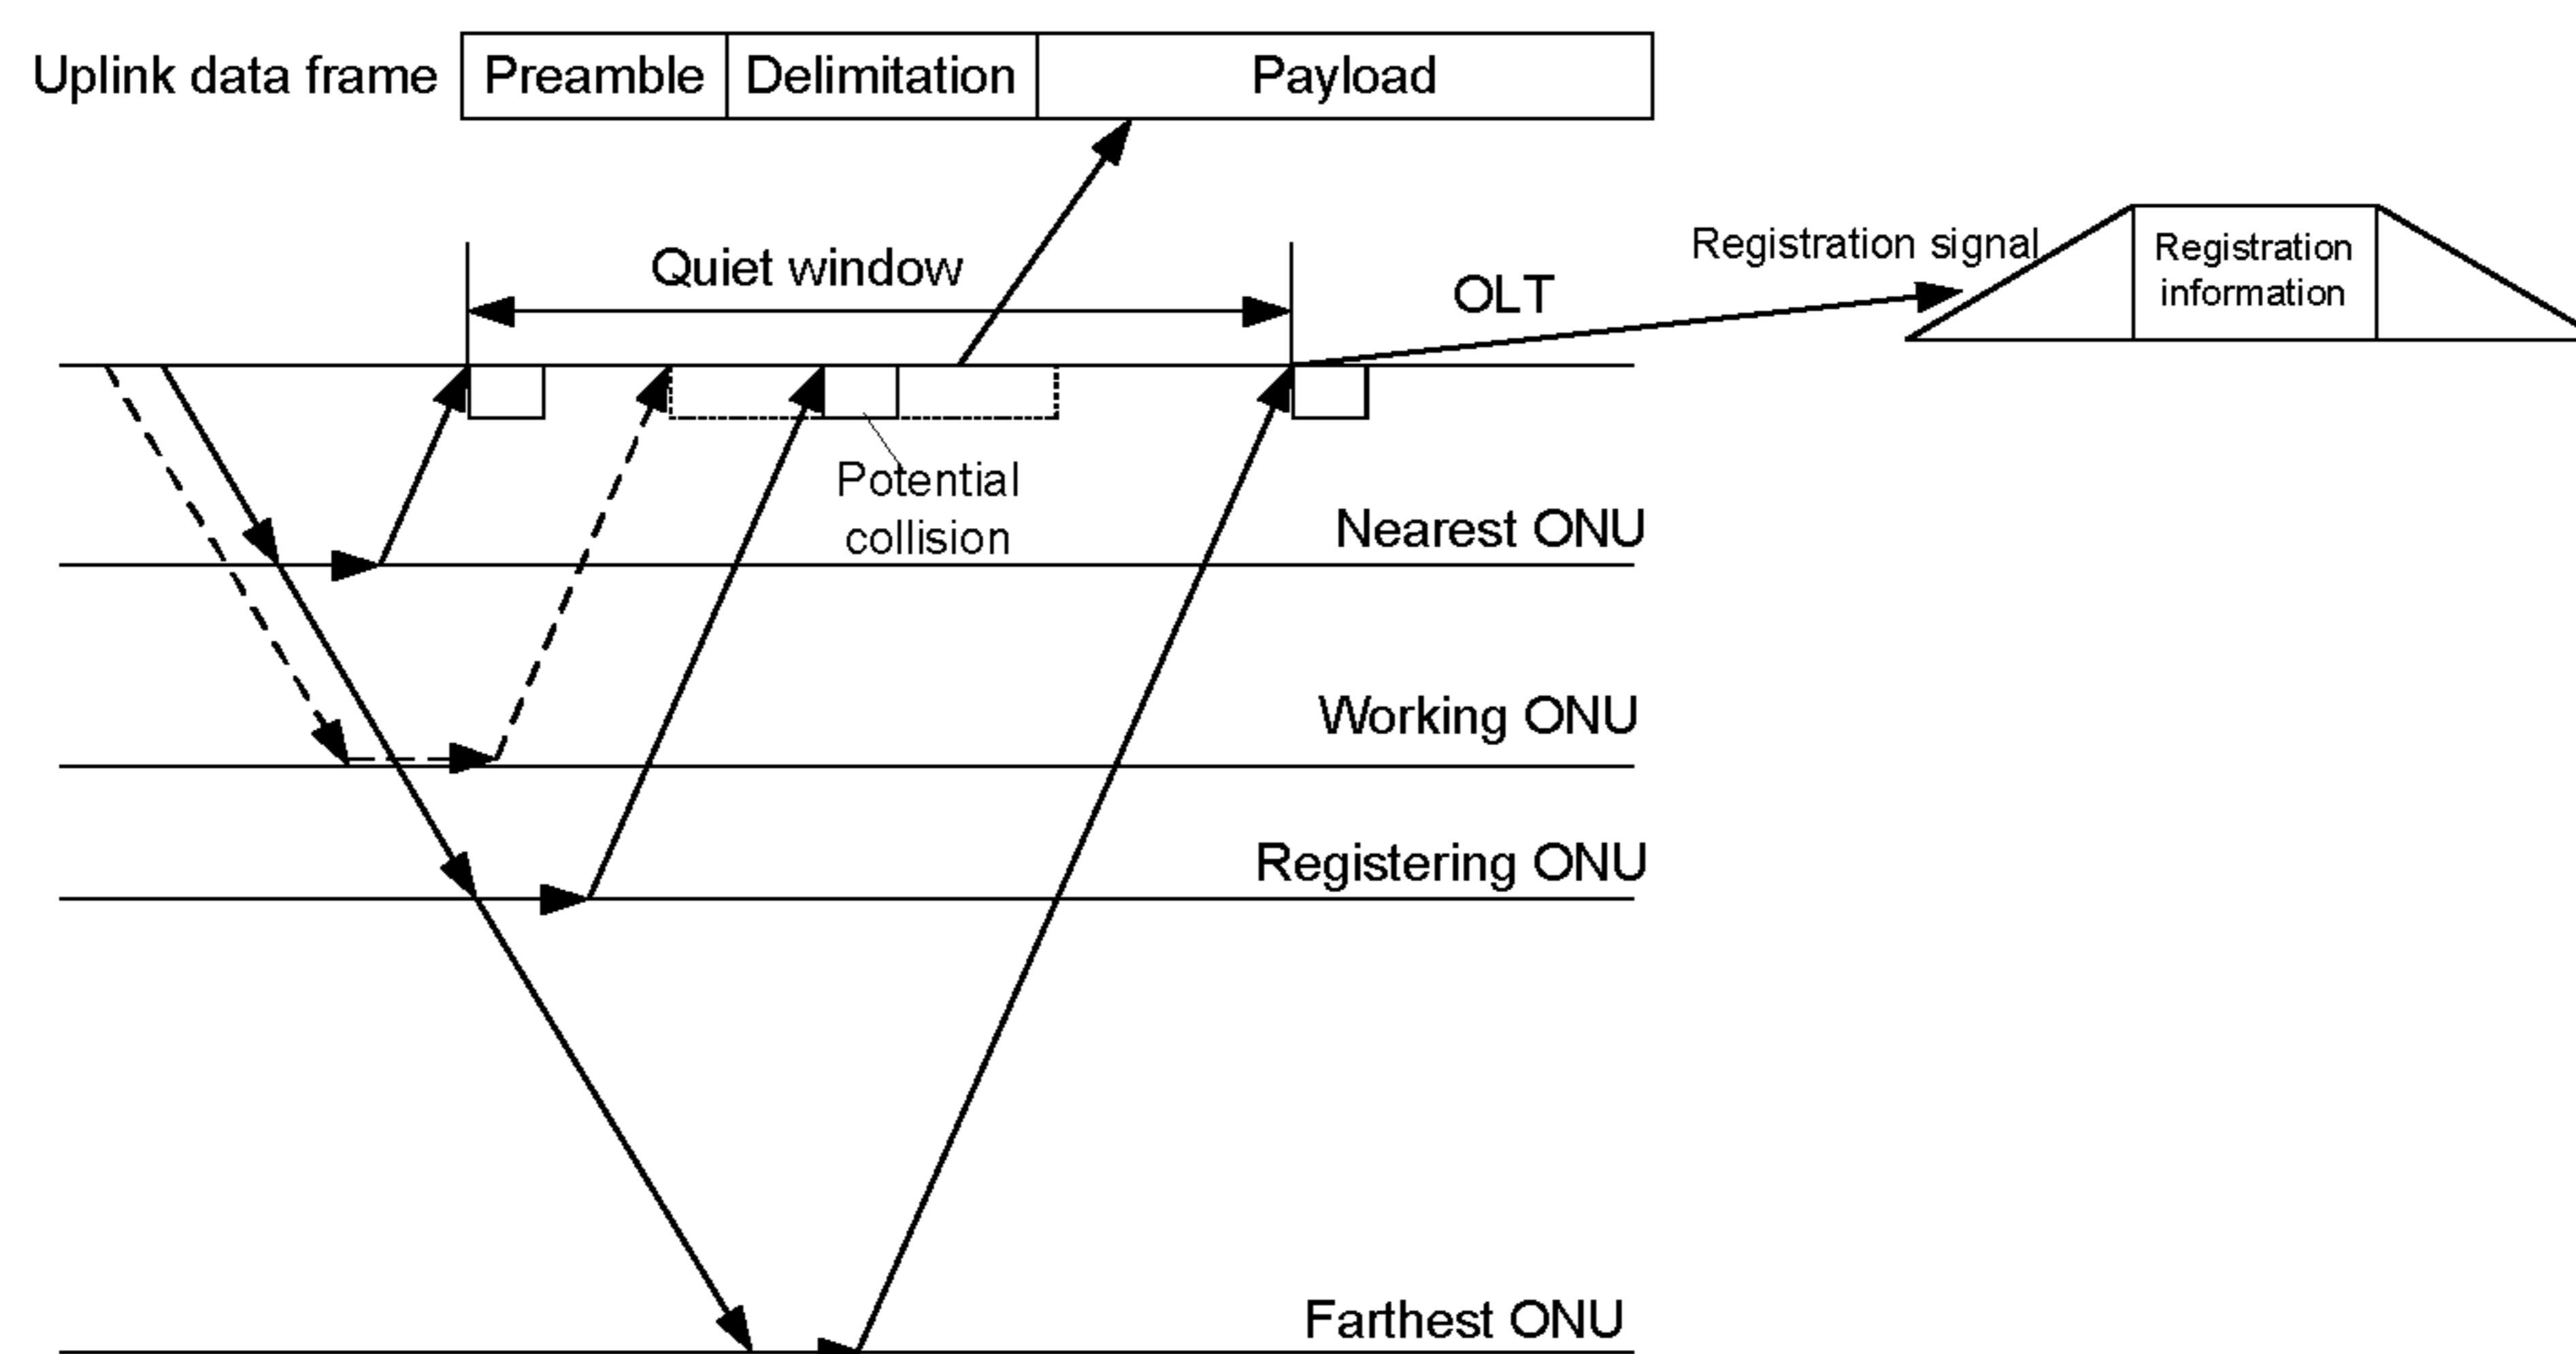 Uplink data frame Preamble Delimitation Payload
Registration signal
Registration
information
Quiet window
OLT
Potential
collision
Nearest ONU
Working ONU
Registering ONU
Farthest ONU